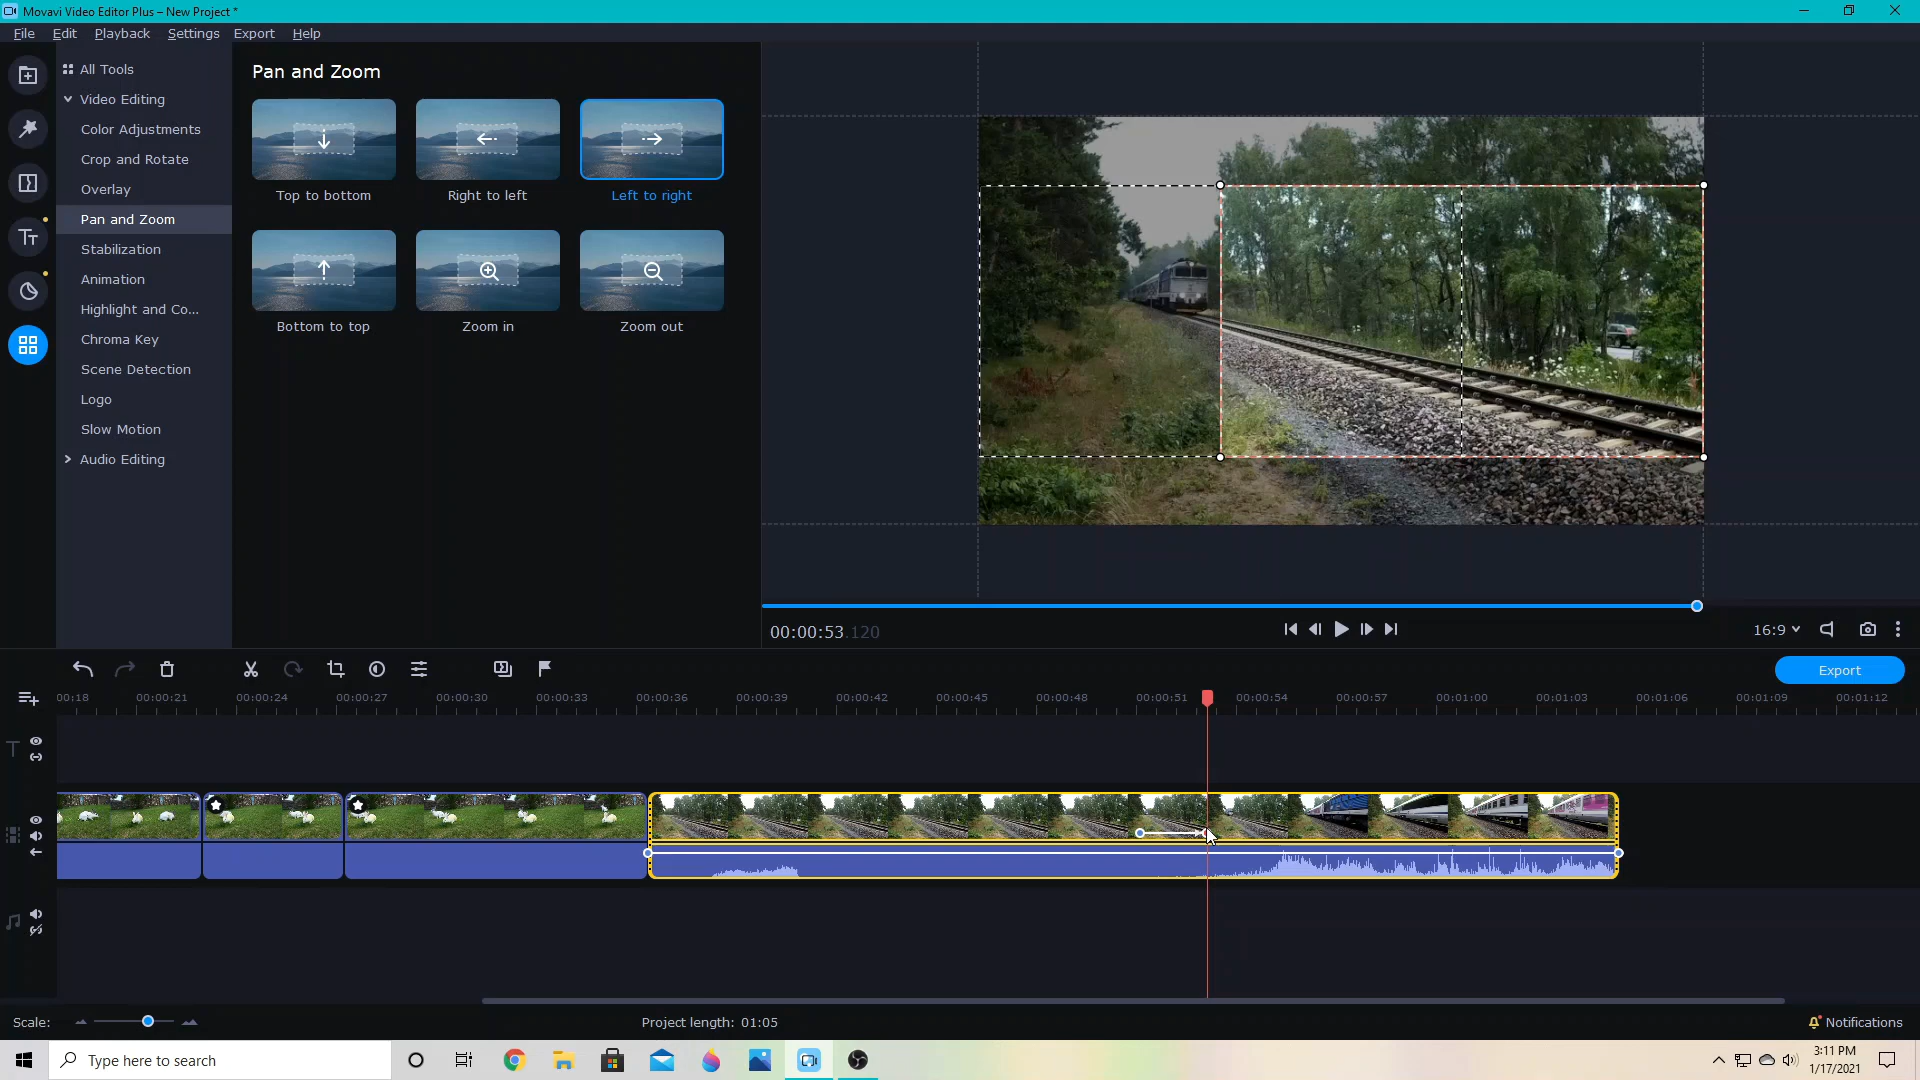 Movavi Video Editor Plus – New Project *
File Edit Playback Settings Export Help
All Tools
Video Editing
Color Adjustments
Crop and Rotate
Overlay
Pan and Zoom
Stabilization
Animation
Highlight and Co...
Chroma Key
Scene Detection
Logo
Slow Motion
Audio Editing
Pan and Zoom
Top to bottom
Right to left
Left to right
Bottom to top
Zoom in
Zoom out
00:00:53.120
16:9
Export
00:18 00:00:21 00:00:24 00:00:27 00:00:30 00:00:33 00:00:36 00:00:39 00:00:42 00:00:45 00:00:48 00:00:51 00:00:54 00:00:57 00:01:00 00:01:03 00:01:06 00:01:09 00:01:12
Scale:
Project length: 01:05
Notifications
Type here to search
3:11 PM
1/17/2021